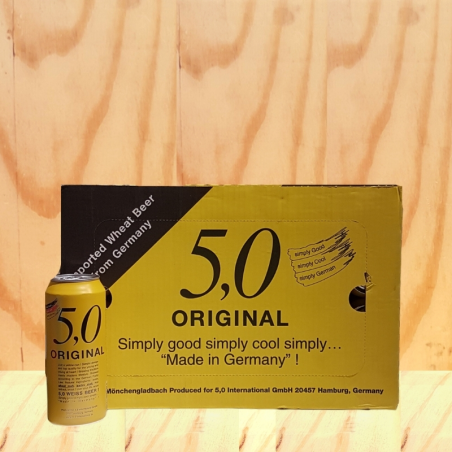 Imported Wheat Beer
from Germany
5,0
ORIGINAL
simply Good
simply Cool
simply German
Simply good simply cool simply...
“Made in Germany” !
Mönchengladbach Produced for 5,0 International GmbH 20457 Hamburg, Germany
5,0
ORIGINAL
5,0 WEISS BEER